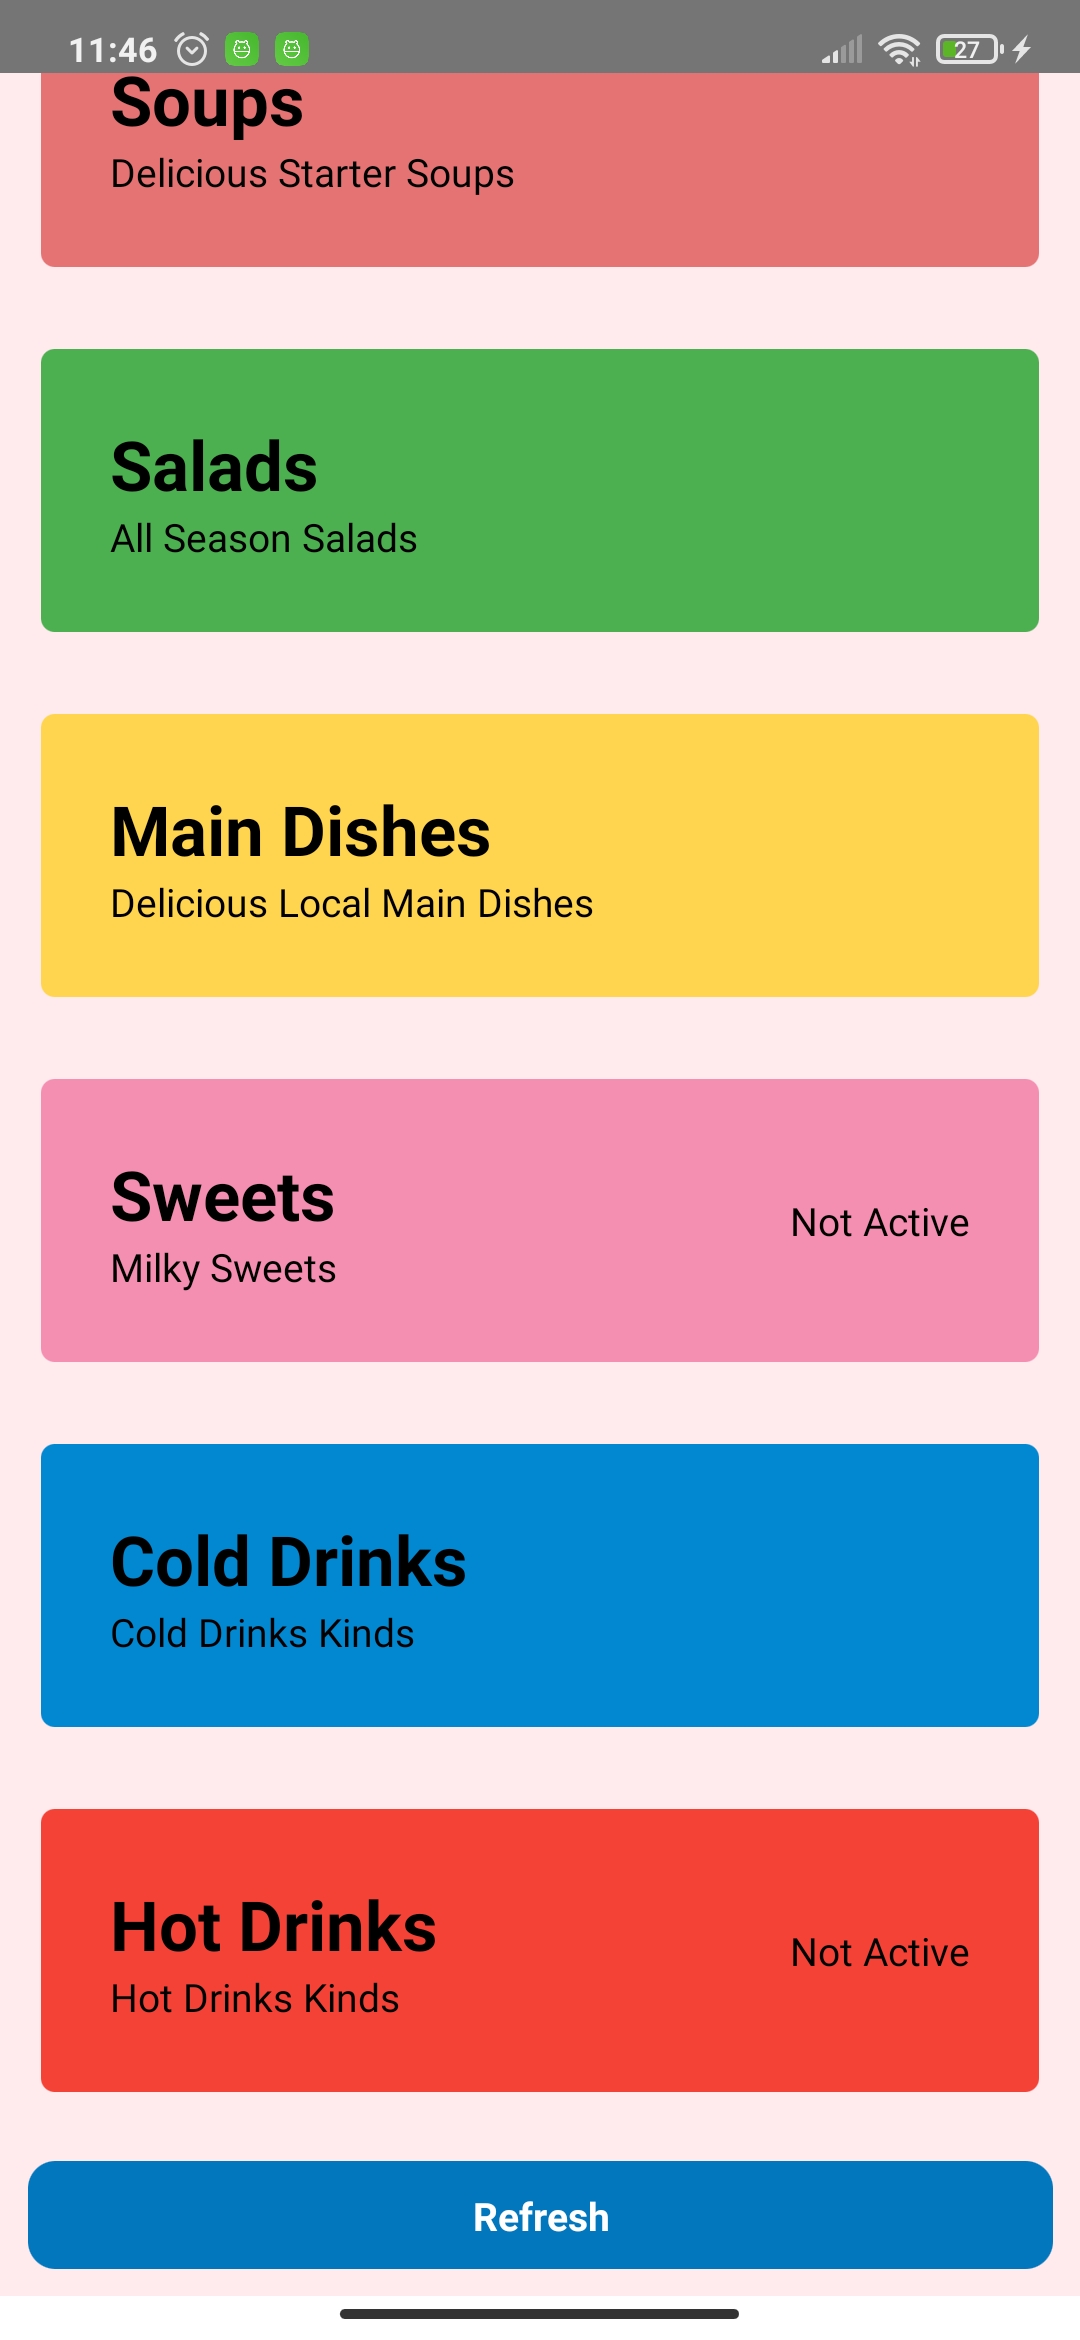 11:46
27
Soups
Delicious Starter Soups
Salads
All Season Salads
Main Dishes
Delicious Local Main Dishes
Sweets
Not Active
Milky Sweets
Cold Drinks
Cold Drinks Kinds
Hot Drinks
Not Active
Hot Drinks Kinds
Refresh